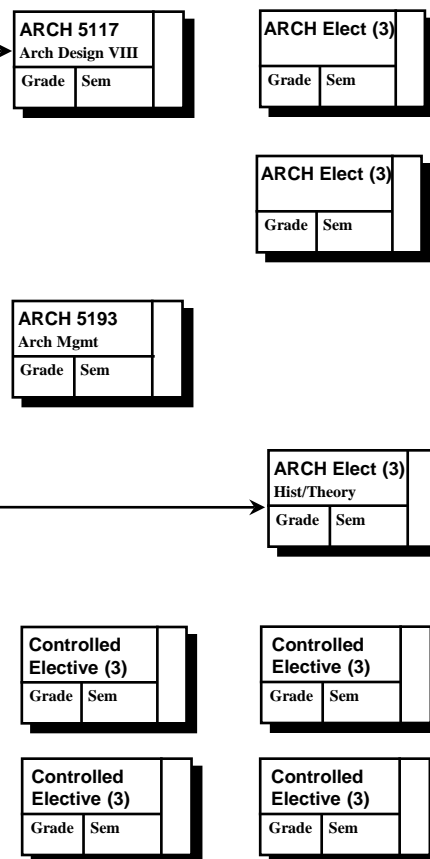 ARCH 5117
Arch Design VIII
Grade Sem
ARCH Elect (3)
Grade Sem
ARCH Elect (3)
Grade Sem
ARCH 5193
Arch Mgmt
Grade Sem
ARCH Elect (3)
Hist/Theory
Grade Sem
Controlled
Elective (3)
Grade Sem
Controlled
Elective (3)
Grade Sem
Controlled
Elective (3)
Grade Sem
Controlled
Elective (3)
Grade Sem